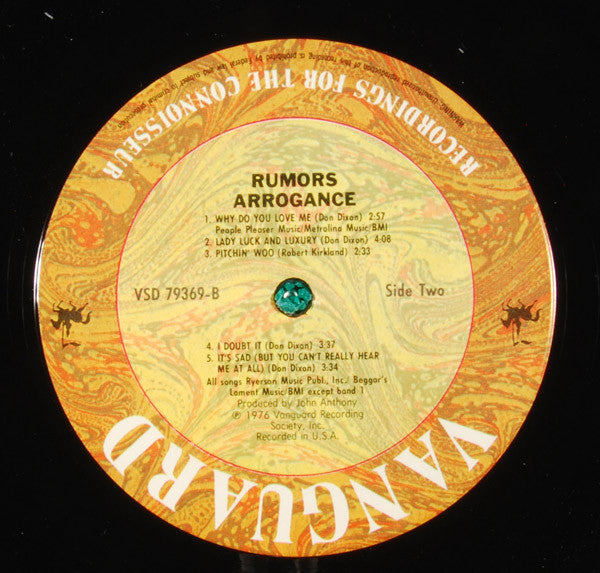 RECORDINGS FOR THE CONNOISSEUR
RUMORS
ARROGANCE
1. WHY DO YOU LOVE ME (Don Dixon) 2:57
People Pleaser Music/Metrolina Music/BMI
2. LADY LUCK AND LUXURY (Don Dixon) 4:08
3. PITCHIN' WOO (Robert Kirkland) 2:33
VSD 79369-B
Side Two
4. I DOUBT IT (Don Dixon) 3:37
5. IT'S SAD (BUT YOU CAN'T REALLY HEAR
ME AT ALL) (Don Dixon) 3:34
All songs Ryerson Music Publ., Inc./ Beggar's
Lament Music/BMI except band 1
Produced by John Anthony
℗ 1976 Vanguard Recording
Society, Inc.
Recorded in U.S.A.
VANGUARD